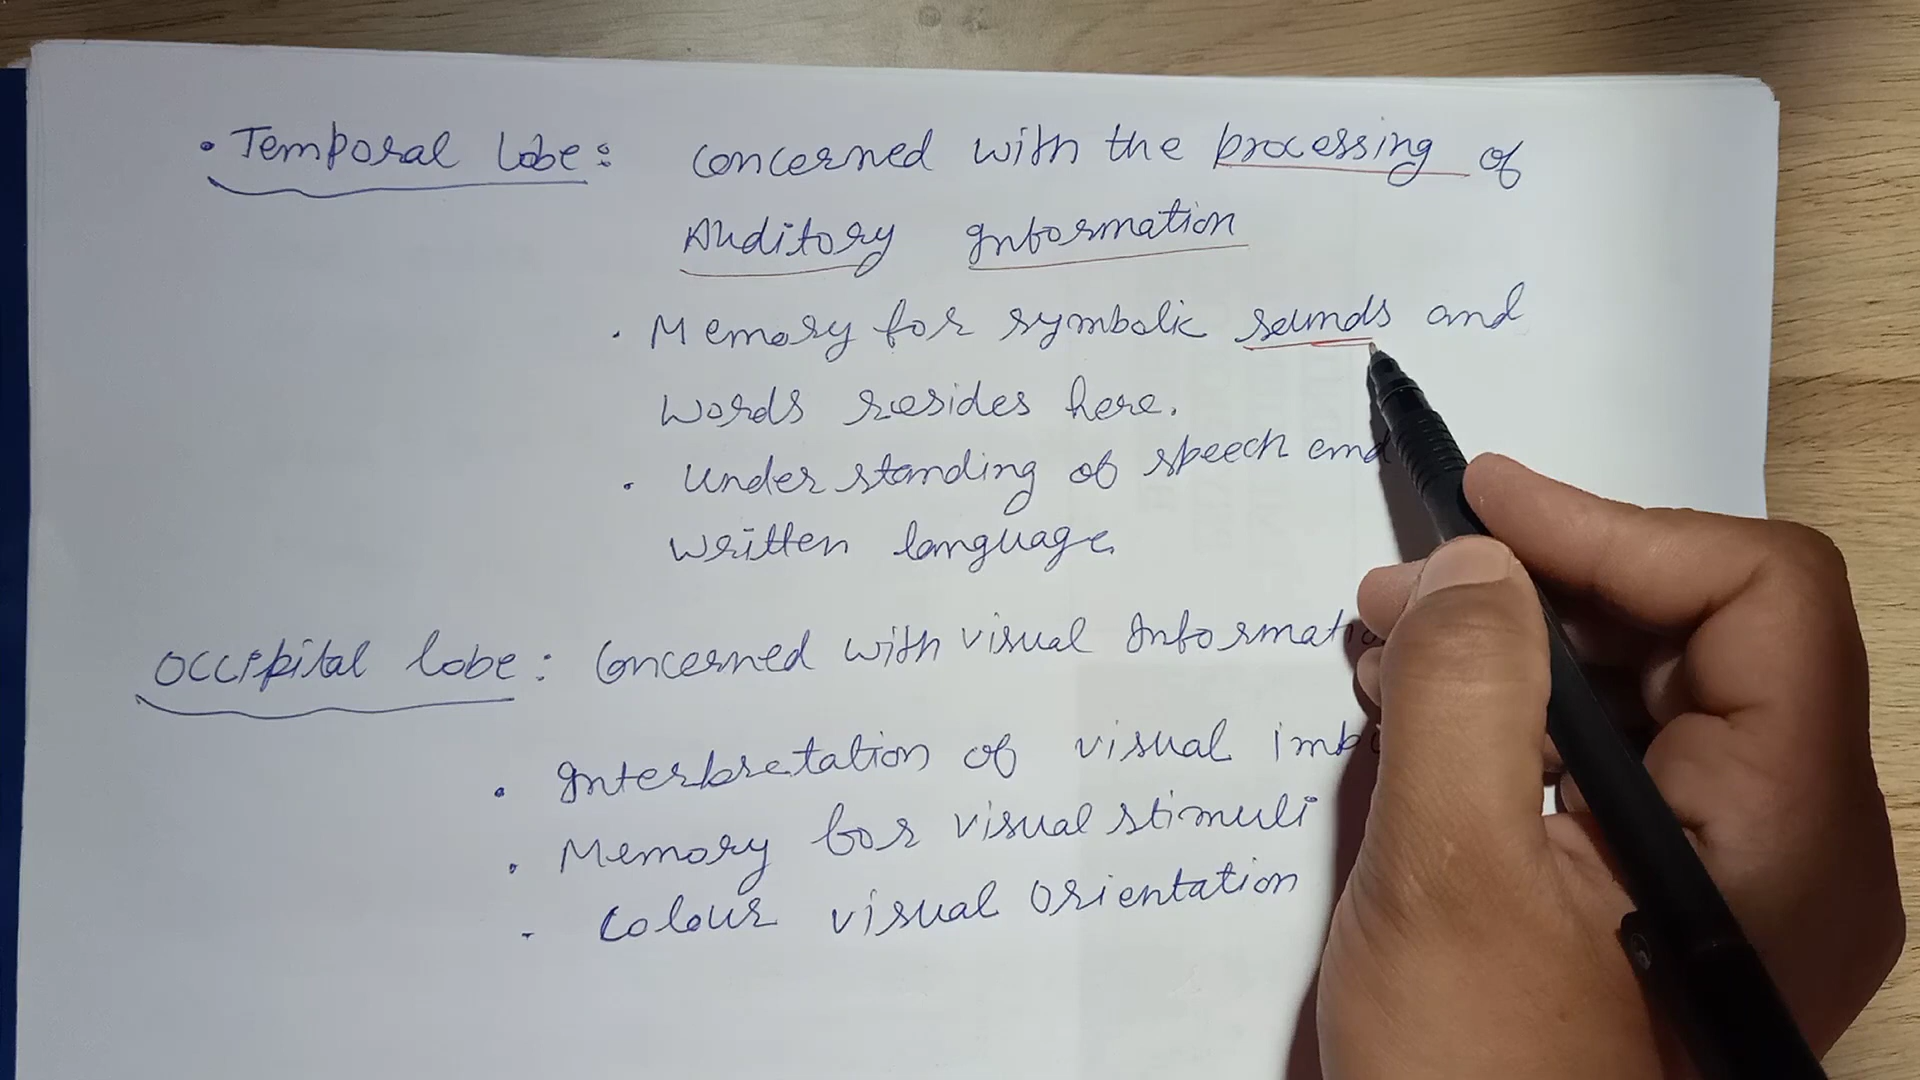 • Temporal lobe: concerned with the processing of
Auditory Information
. Memory for symbolic sounds and
words resides here.
. Understanding of speech and
written language.
Occipital lobe: Concerned with visual
. Interpretation of visual
. Memory for visual stimuli
. Colour visual orientation